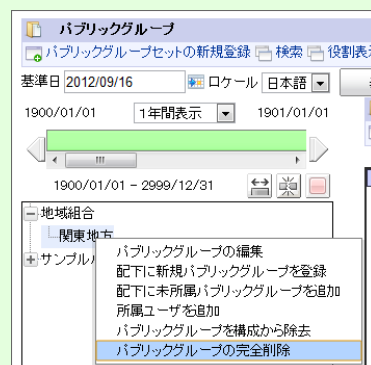 パブリックグループ
パブリックグループセットの新規登録 検索 役割表
基準日 2012/09/16 ロケール 日本語
1900/01/01 1年間表示 1901/01/01
1900/01/01 - 2999/12/31
地域組合
関東地方
サンプル
パブリックグループの編集
配下に新規パブリックグループを登録
配下に未所属パブリックグループを追加
所属ユーザを追加
パブリックグループを構成から除去
パブリックグループの完全削除